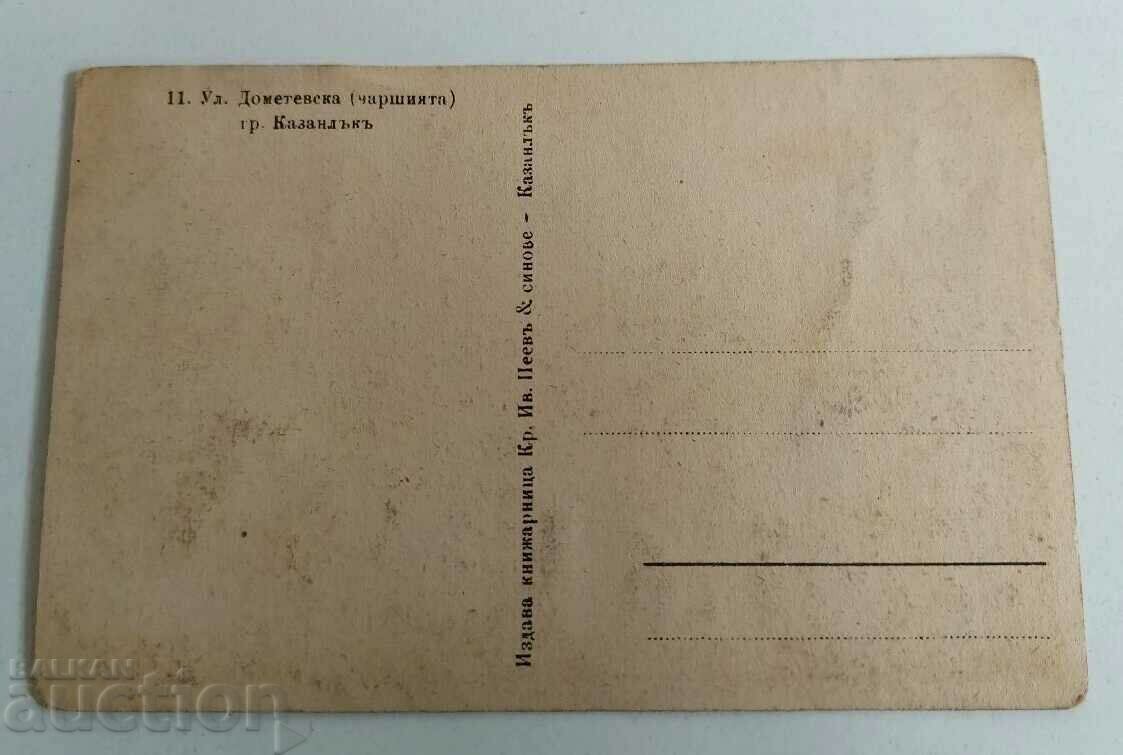 11. Ул. Дометевска (чаршията)
гр. Казанлъкъ
Издава книжарница Кр. Ив. Пеевъ & синове - Казанлъкъ
BALKAN
auction